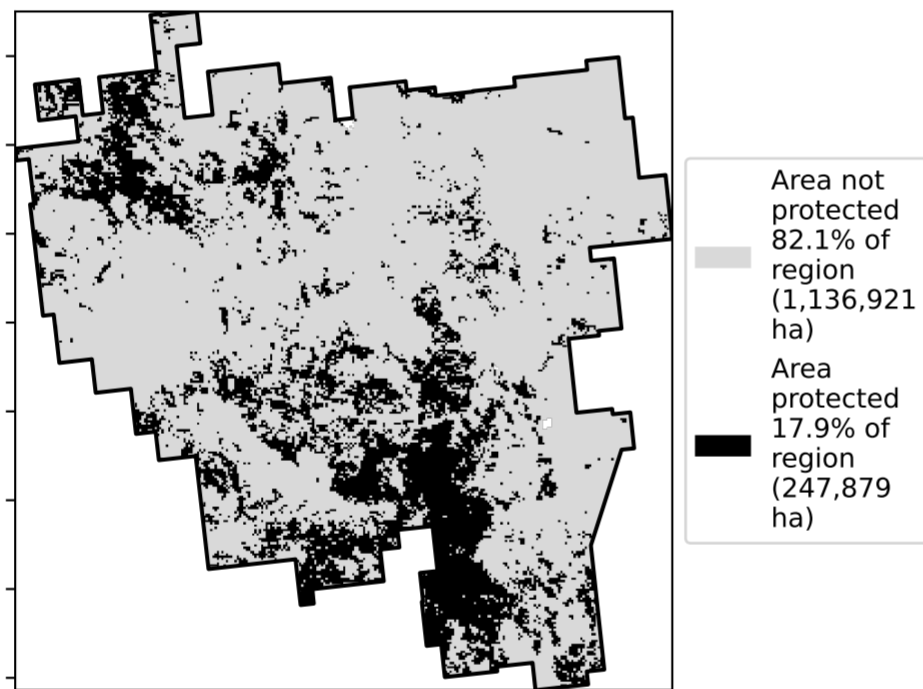 Area not
protected
82.1% of
region
(1,136,921
ha)
Area
protected
17.9% of
region
(247,879
ha)